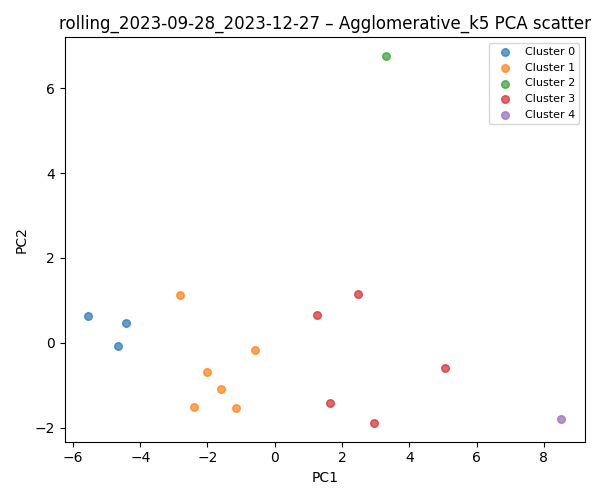 rolling_2023-09-28_2023-12-27 – Agglomerative_k5 PCA scatter
Cluster 0
Cluster 1
Cluster 2
Cluster 3
Cluster 4
PC2
6
4
2
0
−2
−6
−4
−2
0
2
4
6
8
PC1